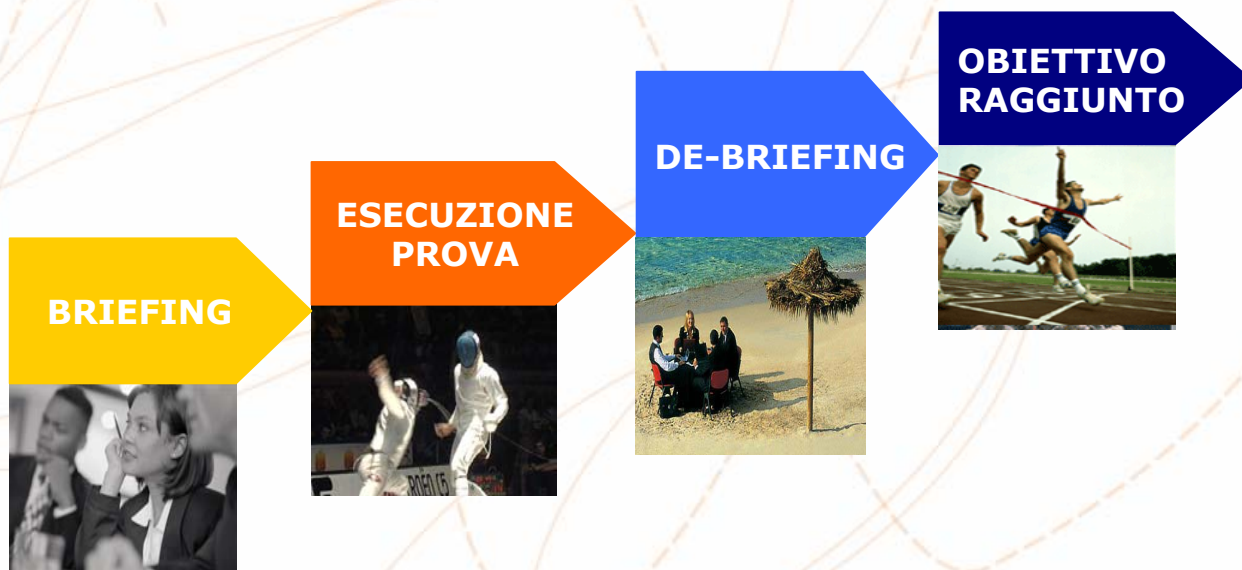 BRIEFING
ESECUZIONE
PROVA
DE-BRIEFING
OBIETTIVO
RAGGIUNTO